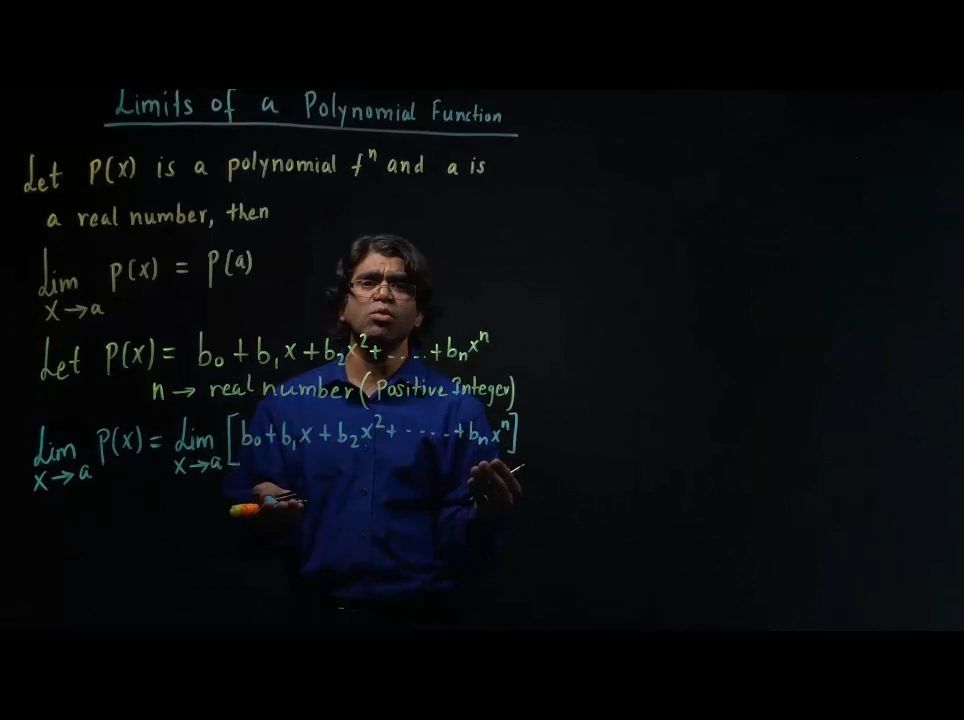 Limits of a Polynomial Function
Let P(x) is a polynomial fⁿ and a is
a real number, then
Lim P(x) = P(a)
x→a
Let P(x) = b₀ + b₁x + b₂x² + ..... + bₙxⁿ
n → real number (Positive Integer)
Lim P(x) = Lim [b₀ + b₁x + b₂x² + ...... + bₙxⁿ]
x→a x→a